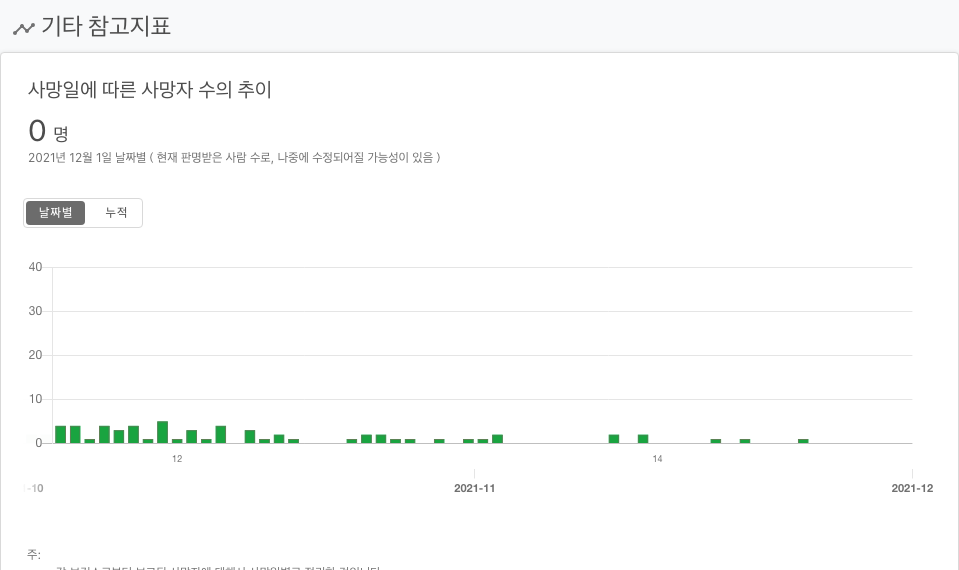 기타 참고지표
사망일에 따른 사망자 수의 추이
0 명
2021년 12월 1일 날짜별 ( 현재 판명받은 사람 수로, 나중에 수정되어질 가능성이 있음 )
날짜별 누적
40
30
20
10
0
12 14
-10 2021-11 2021-12
주: